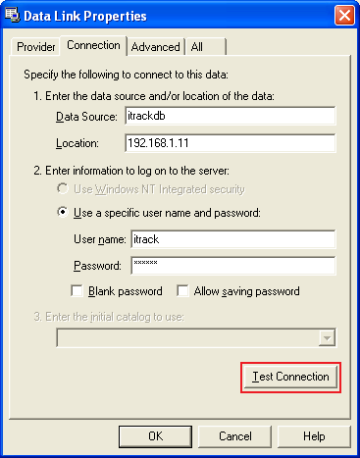 Data Link Properties
Provider Connection Advanced All
Specify the following to connect to this data:
1. Enter the data source and/or location of the data:
Data Source: itrackdb
Location: 192.168.1.11
2. Enter information to log on to the server:
Use Windows NT Integrated security
Use a specific user name and password:
User name: itrack
Password: ******
Blank password Allow saving password
3. Enter the initial catalog to use:
Test Connection
OK Cancel Help